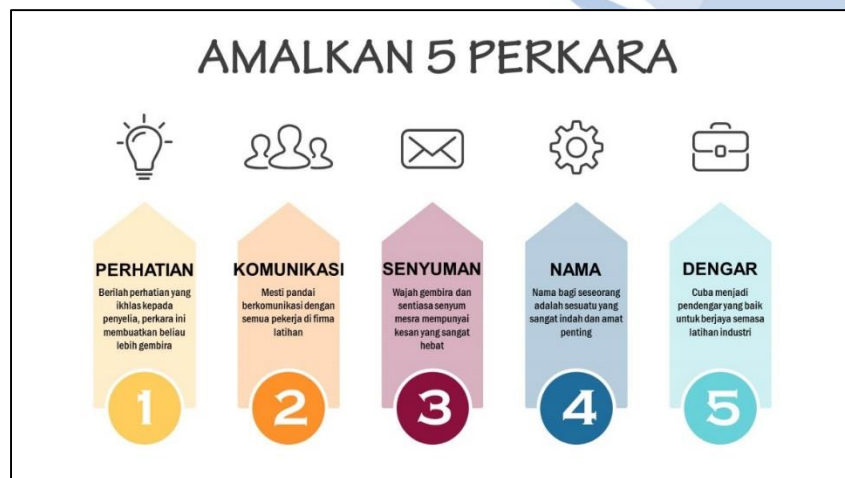 AMALKAN 5 PERKARA
PERHATIAN
Berilah perhatian yang
ikhlas kepada
penyelia, perkara ini
membuatkan beliau
lebih gembira
1
KOMUNIKASI
Mesti pandai
berkomunikasi dengan
semua pekerja di firma
latihan
2
SENYUMAN
Wajah gembira dan
sentiasa senyum
mesra mempunyai
kesan yang sangat
hebat
3
NAMA
Nama bagi seseorang
adalah sesuatu yang
sangat indah dan amat
penting
4
DENGAR
Cuba menjadi
pendengar yang baik
untuk berjaya semasa
latihan industri
5